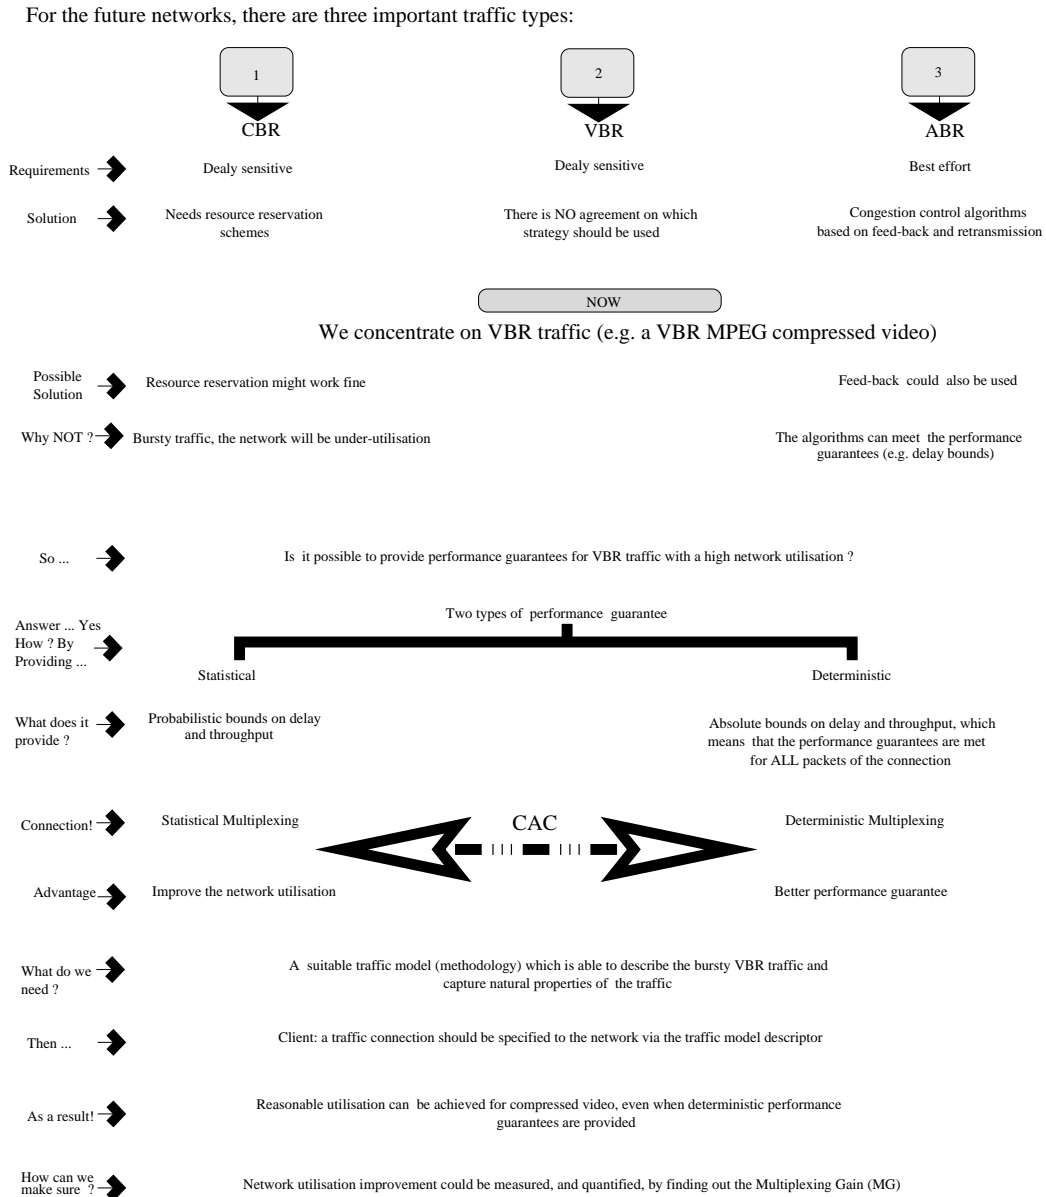 For the future networks, there are three important traffic types:
1
2
3
CBR
VBR
ABR
Requirements
Dealy sensitive
Dealy sensitive
Best effort
Solution
Needs resource reservation
schemes
There is NO agreement on which
strategy should be used
Congestion control algorithms
based on feed-back and retransmission
NOW
We concentrate on VBR traffic (e.g. a VBR MPEG compressed video)
Possible
Solution
Resource reservation might work fine
Feed-back could also be used
Why NOT ?
Bursty traffic, the network will be under-utilisation
The algorithms can meet the performance
guarantees (e.g. delay bounds)
So ...
Is it possible to provide performance guarantees for VBR traffic with a high network utilisation ?
Answer ... Yes
How ? By
Providing ...
Two types of performance guarantee
Statistical
Deterministic
What does it
provide ?
Probabilistic bounds on delay
and throughput
Absolute bounds on delay and throughput, which
means that the performance guarantees are met
for ALL packets of the connection
Connection!
Statistical Multiplexing
CAC
Deterministic Multiplexing
Advantage
Improve the network utilisation
Better performance guarantee
What do we
need ?
A suitable traffic model (methodology) which is able to describe the bursty VBR traffic and
capture natural properties of the traffic
Then ...
Client: a traffic connection should be specified to the network via the traffic model descriptor
As a result!
Reasonable utilisation can be achieved for compressed video, even when deterministic performance
guarantees are provided
How can we
make sure ?
Network utilisation improvement could be measured, and quantified, by finding out the Multiplexing Gain (MG)